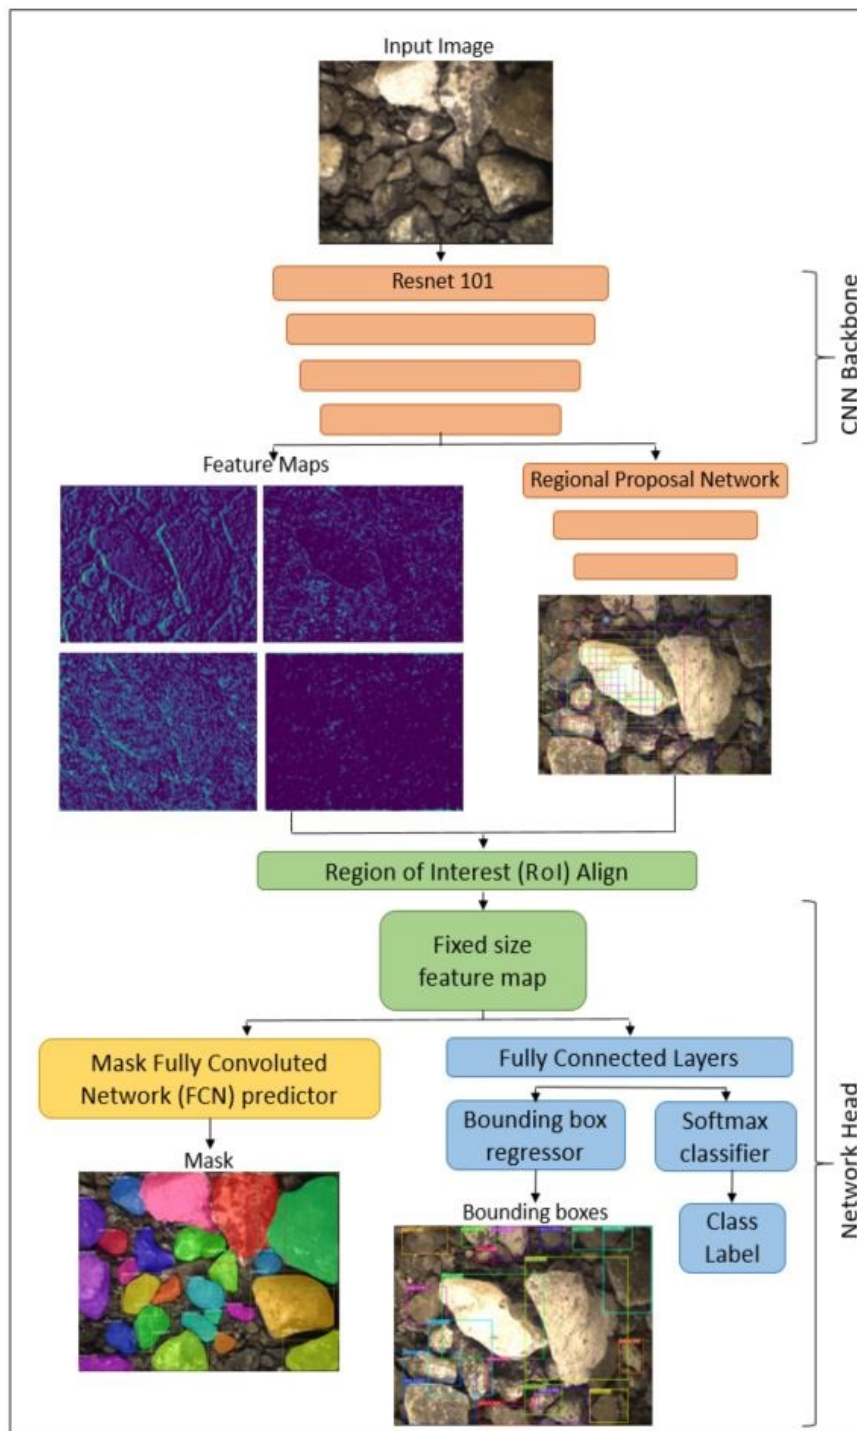 Input Image
Resnet 101
CNN Backbone
Feature Maps
Regional Proposal Network
Region of Interest (RoI) Align
Fixed size
feature map
Mask Fully Convoluted
Network (FCN) predictor
Fully Connected Layers
Bounding box
regressor
Softmax
classifier
Network Head
Mask
Bounding boxes
Class
Label